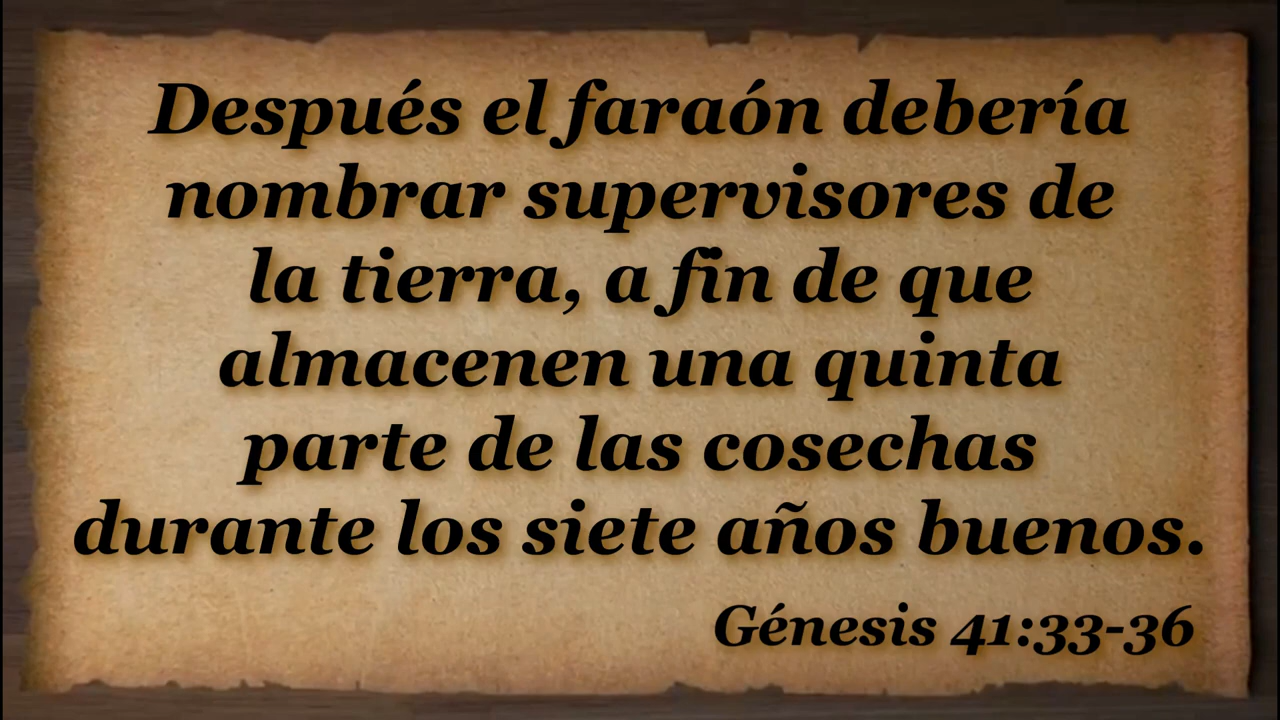 Después el faraón debería
nombrar supervisores de
la tierra, a fin de que
almacenen una quinta
parte de las cosechas
durante los siete años buenos.
Génesis 41:33-36